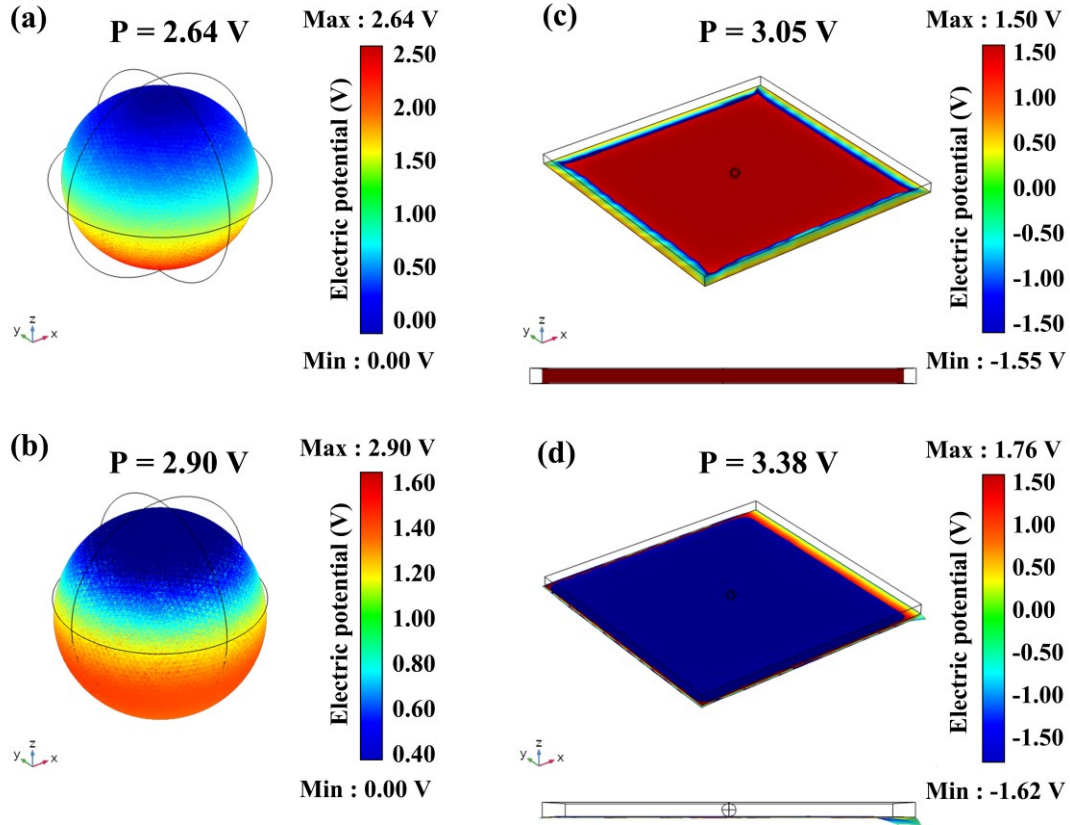 (a)
P = 2.64 V
Max : 2.64 V
Electric potential (V)
2.50
2.00
1.50
1.00
0.50
0.00
Min : 0.00 V
y z x
(c)
P = 3.05 V
Max : 1.50 V
Electric potential (V)
1.50
1.00
0.50
0.00
-0.50
-1.00
-1.50
Min : -1.55 V
y z x
(b)
P = 2.90 V
Max : 2.90 V
Electric potential (V)
1.60
1.40
1.20
1.00
0.80
0.60
0.40
Min : 0.00 V
y z x
(d)
P = 3.38 V
Max : 1.76 V
Electric potential (V)
1.50
1.00
0.50
0.00
-0.50
-1.00
-1.50
Min : -1.62 V
y z x